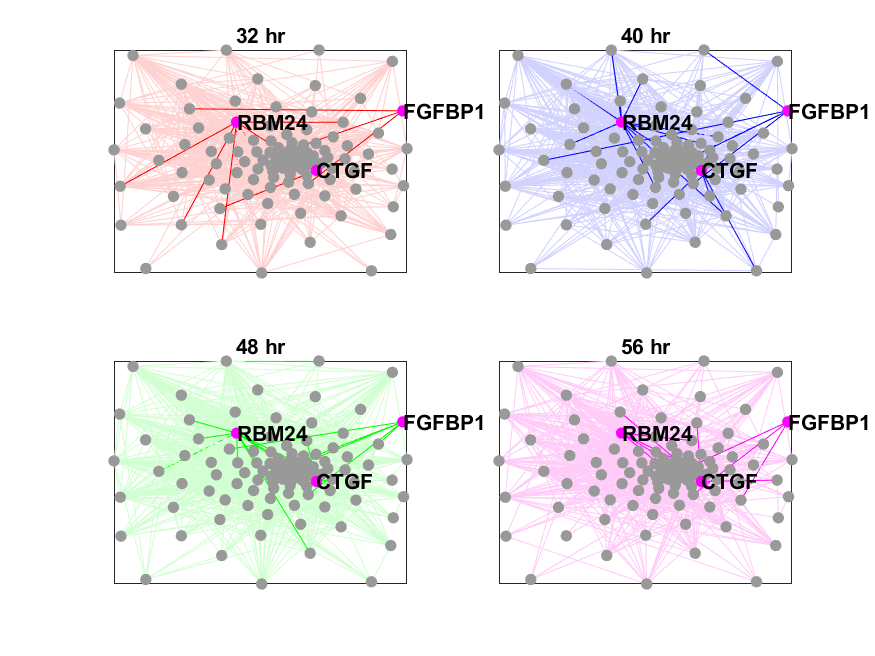 32 hr
40 hr
FGFBP1
RBM24
CTGF
FGFBP1
RBM24
CTGF
48 hr
56 hr
FGFBP1
RBM24
CTGF
FGFBP1
RBM24
CTGF